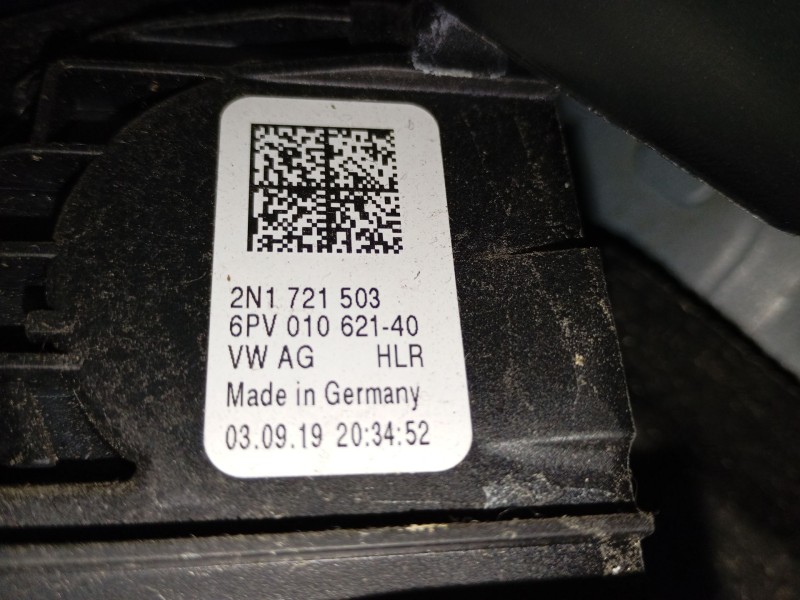 2N1 721 503
6PV 010 621-40
VW AG HLR
Made in Germany
03.09.19 20:34:52